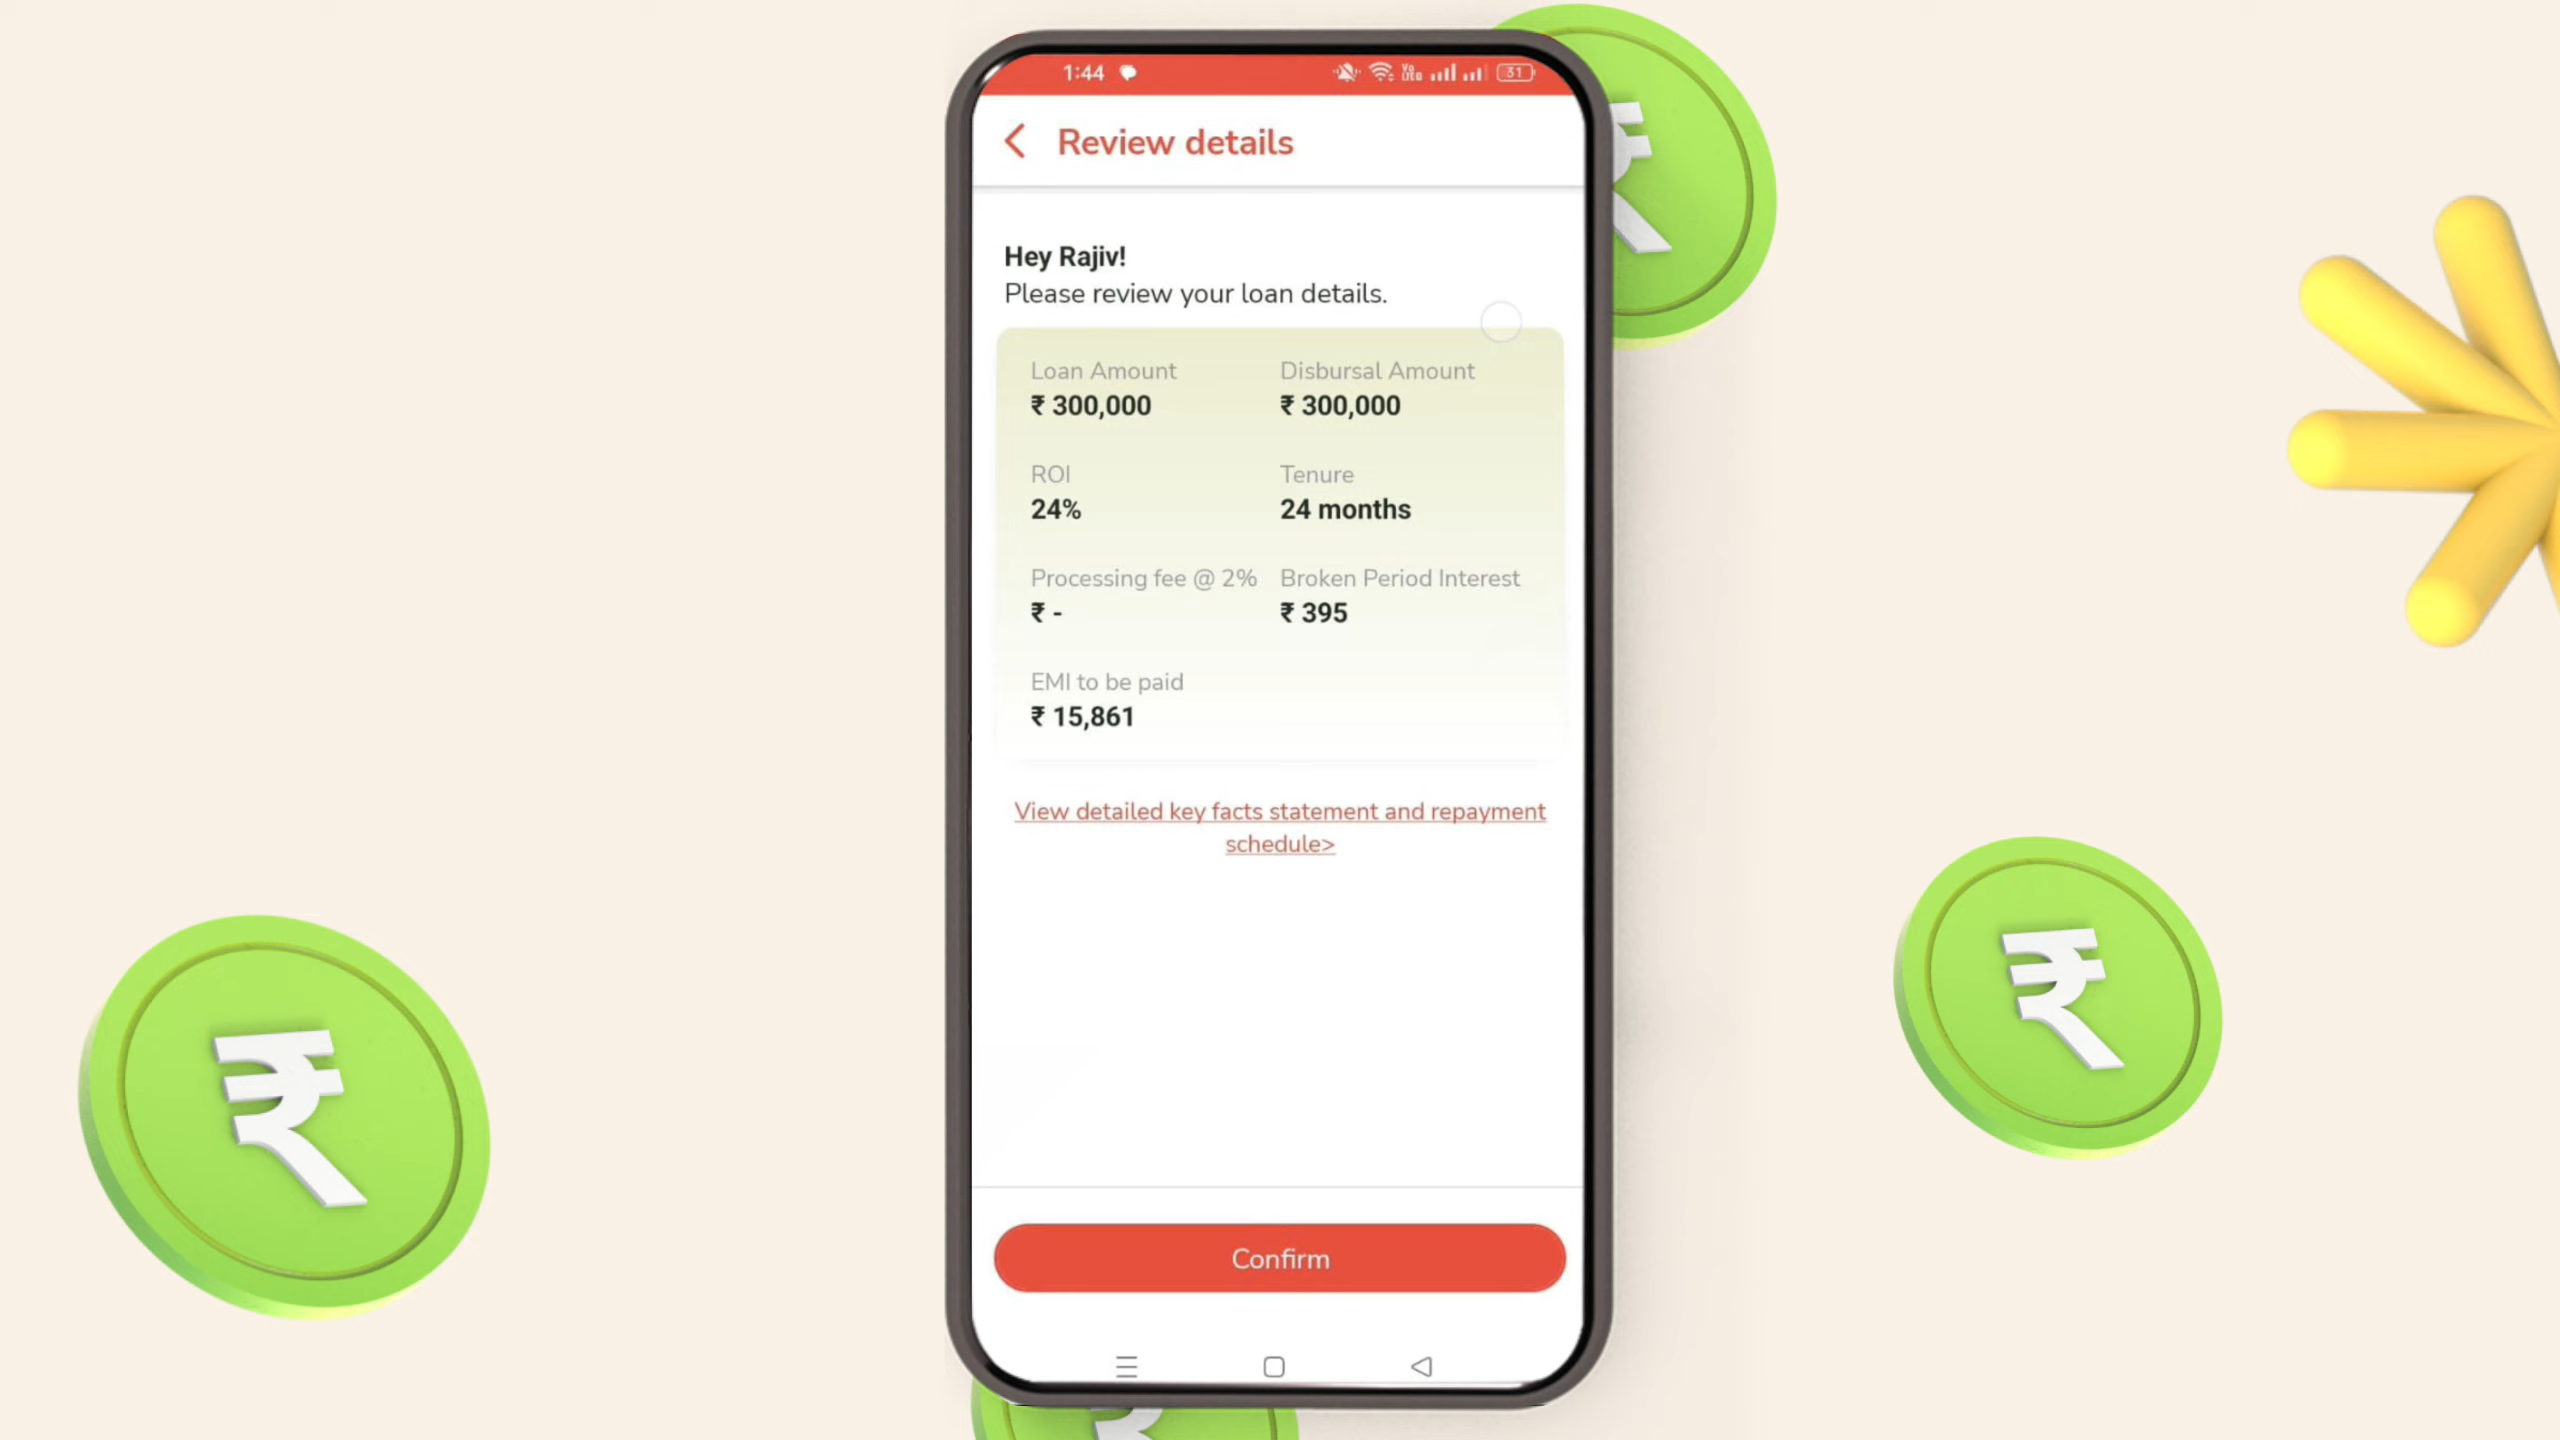 1:44
31
Review details
Hey Rajiv!
Please review your loan details.
Loan Amount
Disbursal Amount
₹ 300,000
₹ 300,000
ROI
Tenure
24%
24 months
Processing fee @ 2%
Broken Period Interest
₹ -
₹ 395
EMI to be paid
₹ 15,861
View detailed key facts statement and repayment
schedule>
Confirm
₹
₹
₹
₹